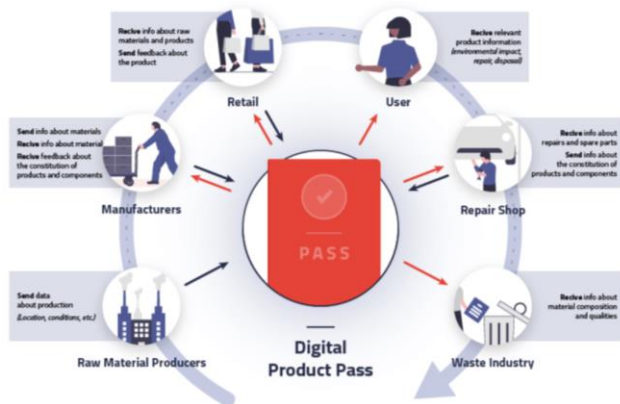 Recive info about raw
materials and products
Send feedback about
the product
Retail
Recive relevant
product information
(environmental impact,
repair, disposal)
User
Send info about materials
Recive info about material
Recive feedback about
the constitution of
products and components
Manufacturers
Recive info about
repairs and spare parts
Send info about
the constitution of
products and components
Repair Shop
PASS
Send data
about production
(Location, conditions, etc.)
Raw Material Producers
Digital
Product Pass
Recive info about
material composition
and qualities
Waste Industry